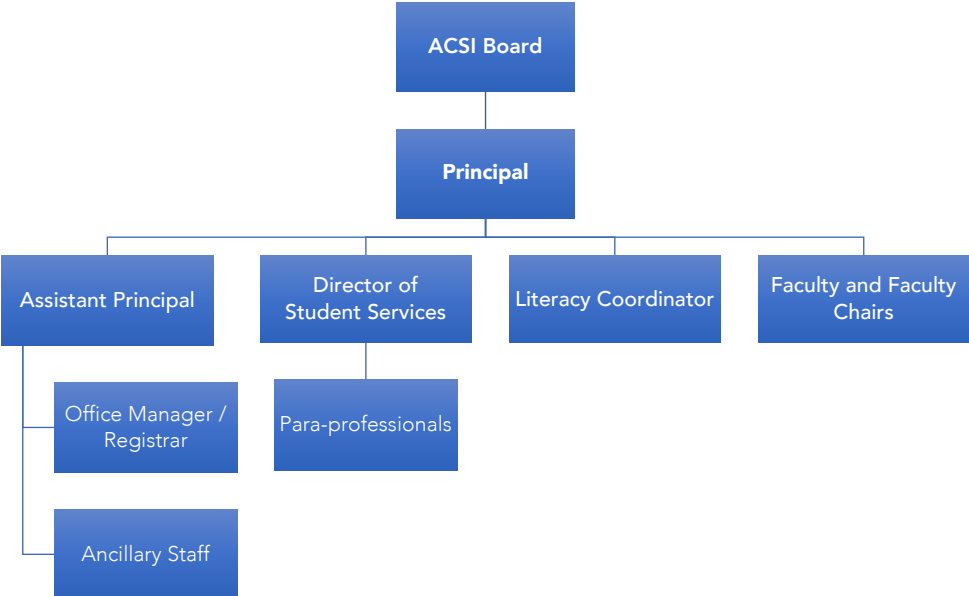 ACSI Board
Principal
Assistant Principal
Director of
Student Services
Literacy Coordinator
Faculty and Faculty
Chairs
Office Manager /
Registrar
Para-professionals
Ancillary Staff